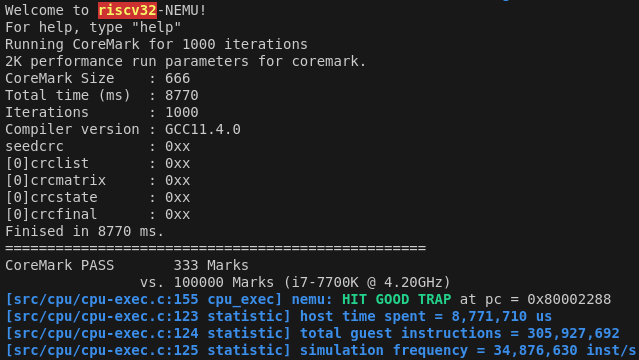 Welcome to riscv32-NEMU!
For help, type "help"
Running CoreMark for 1000 iterations
2K performance run parameters for coremark.
CoreMark Size    : 666
Total time (ms)  : 8770
Iterations       : 1000
Compiler version : GCC11.4.0
seedcrc          : 0xx
[0]crclist       : 0xx
[0]crcmatrix     : 0xx
[0]crcstate      : 0xx
[0]crcfinal      : 0xx
Finised in 8770 ms.
==================================================
CoreMark PASS       333 Marks
                vs. 100000 Marks (i7-7700K @ 4.20GHz)
[src/cpu/cpu-exec.c:155 cpu_exec] nemu: HIT GOOD TRAP at pc = 0x80002288
[src/cpu/cpu-exec.c:123 statistic] host time spent = 8,771,710 us
[src/cpu/cpu-exec.c:124 statistic] total guest instructions = 305,927,692
[src/cpu/cpu-exec.c:125 statistic] simulation frequency = 34,876,630 inst/s